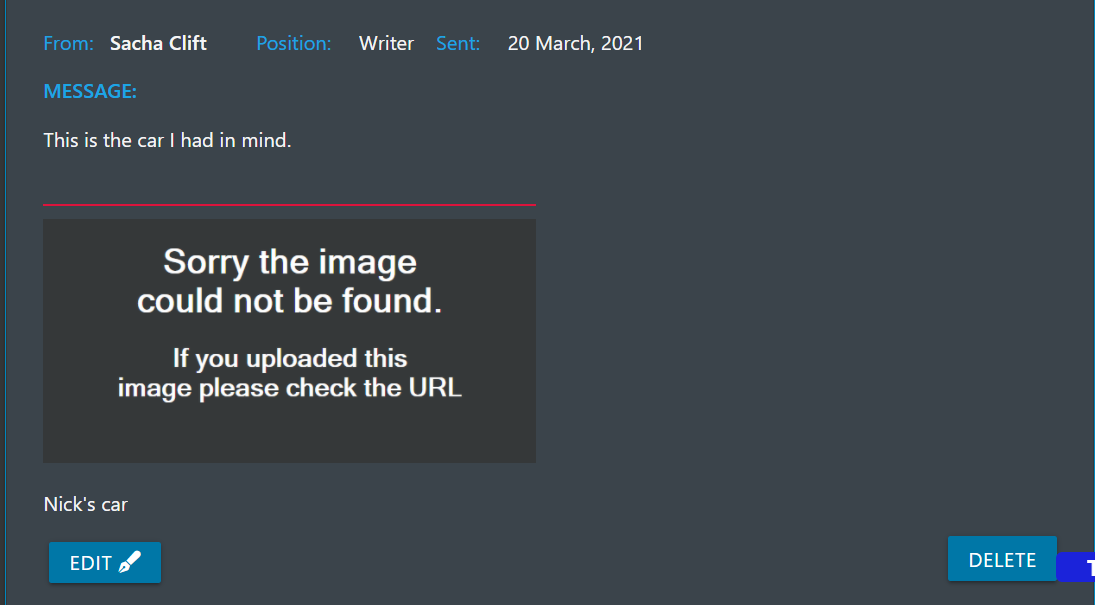 From: Sacha Clift Position: Writer Sent: 20 March, 2021
MESSAGE:
This is the car I had in mind.
Sorry the image
could not be found.
If you uploaded this
image please check the URL
Nick's car
EDIT
DELETE